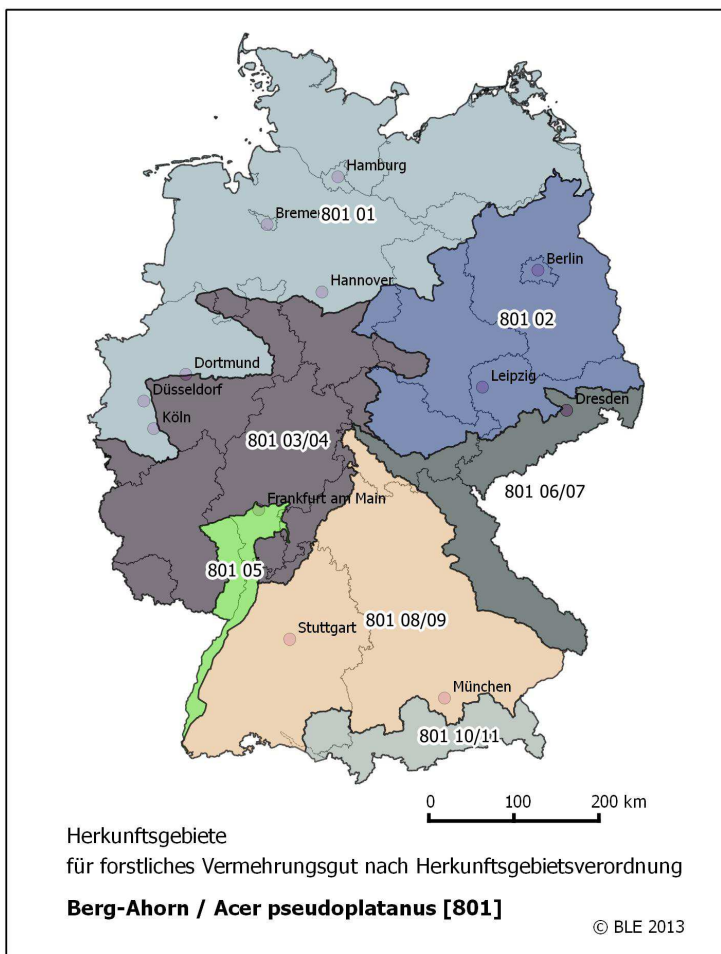 Hamburg
Bremen
801 01
Hannover
Berlin
801 02
Dortmund
Leipzig
Düsseldorf
Dresden
Köln
801 03/04
801 06/07
Frankfurt am Main
801 05
801 08/09
Stuttgart
München
801 10/11
0 100 200 km
Herkunftsgebiete
für forstliches Vermehrungsgut nach Herkunftsgebietsverordnung
Berg-Ahorn / Acer pseudoplatanus [801]
© BLE 2013